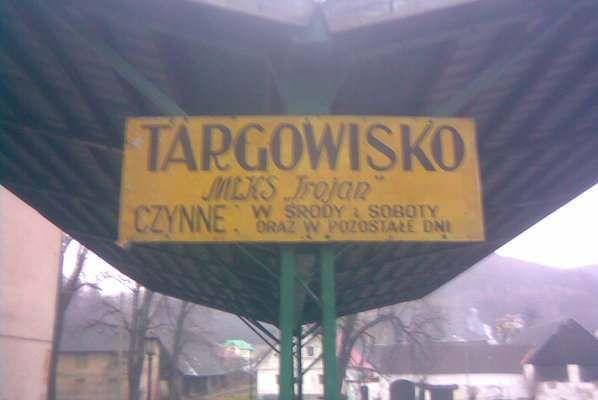 TARGOWISKO
MLKS „Trojan"
CZYNNE: W ŚRODY i SOBOTY
ORAZ W POZOSTAŁE DNI